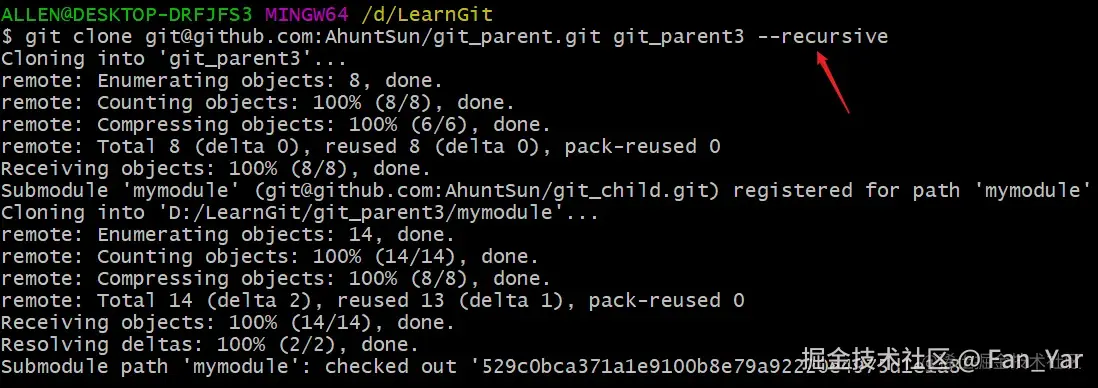 ALLEN@DESKTOP-DRFJFS3 MINGW64 /d/LearnGit
$ git clone git@github.com:AhuntSun/git_parent.git git_parent3 --recursive
Cloning into 'git_parent3'...
remote: Enumerating objects: 8, done.
remote: Counting objects: 100% (8/8), done.
remote: Compressing objects: 100% (6/6), done.
remote: Total 8 (delta 0), reused 8 (delta 0), pack-reused 0
Receiving objects: 100% (8/8), done.
Submodule 'mymodule' (git@github.com:AhuntSun/git_child.git) registered for path 'mymodule'
Cloning into 'D:/LearnGit/git_parent3/mymodule'...
remote: Enumerating objects: 14, done.
remote: Counting objects: 100% (14/14), done.
remote: Compressing objects: 100% (8/8), done.
remote: Total 14 (delta 2), reused 13 (delta 1), pack-reused 0
Receiving objects: 100% (14/14), done.
Resolving deltas: 100% (2/2), done.
Submodule path 'mymodule': checked out
掘金技术社区 @ Fan_Yar